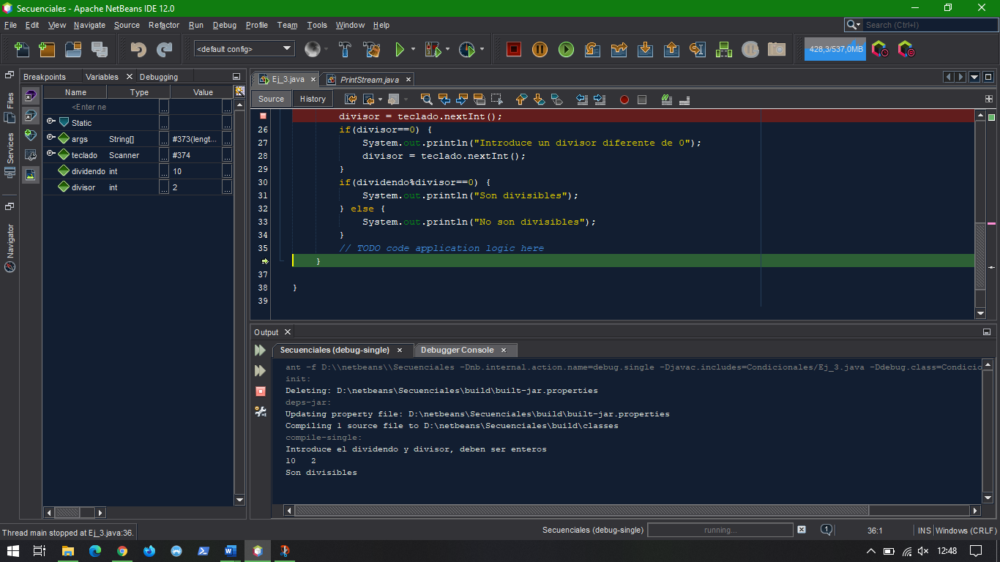 Secuenciales - Apache NetBeans IDE 12.0
File Edit View Navigate Source Refactor Run Debug Profile Team Tools Window Help
Search (Ctrl+I)
<default config>
428,3/537,0MB
Breakpoints Variables Debugging
Files
Services
Navigator
Name Type Value
<Enter ne ... ...
Static ... ...
args String[] ... #373(lengt... ...
teclado Scanner ... #374 ...
dividendo int ... 10 ...
divisor int ... 2 ...
Ej_3.java PrintStream.java
Source History
divisor = teclado.nextInt();
26 if(divisor==0) {
27 System.out.println("Introduce un divisor diferente de 0");
28 divisor = teclado.nextInt();
29 }
30 if(dividendo%divisor==0) {
31 System.out.println("Son divisibles");
32 } else {
33 System.out.println("No son divisibles");
34 }
35 // TODO code application logic here
}
37
38 }
39
Output
Secuenciales (debug-single) Debugger Console
ant -f D:\\netbeans\\Secuenciales -Dnb.internal.action.name=debug.single -Djavac.includes=Condicionales/Ej_3.java -Ddebug.class=Condicio
init:
Deleting: D:\netbeans\Secuenciales\build\built-jar.properties
deps-jar:
Updating property file: D:\netbeans\Secuenciales\build\built-jar.properties
Compiling 1 source file to D:\netbeans\Secuenciales\build\classes
compile-single:
Introduce el dividendo y divisor, deben ser enteros
10 2
Son divisibles
Thread main stopped at Ej_3.java:36.
Secuenciales (debug-single) running... 1 36:1 INS Windows (CRLF)
12:48